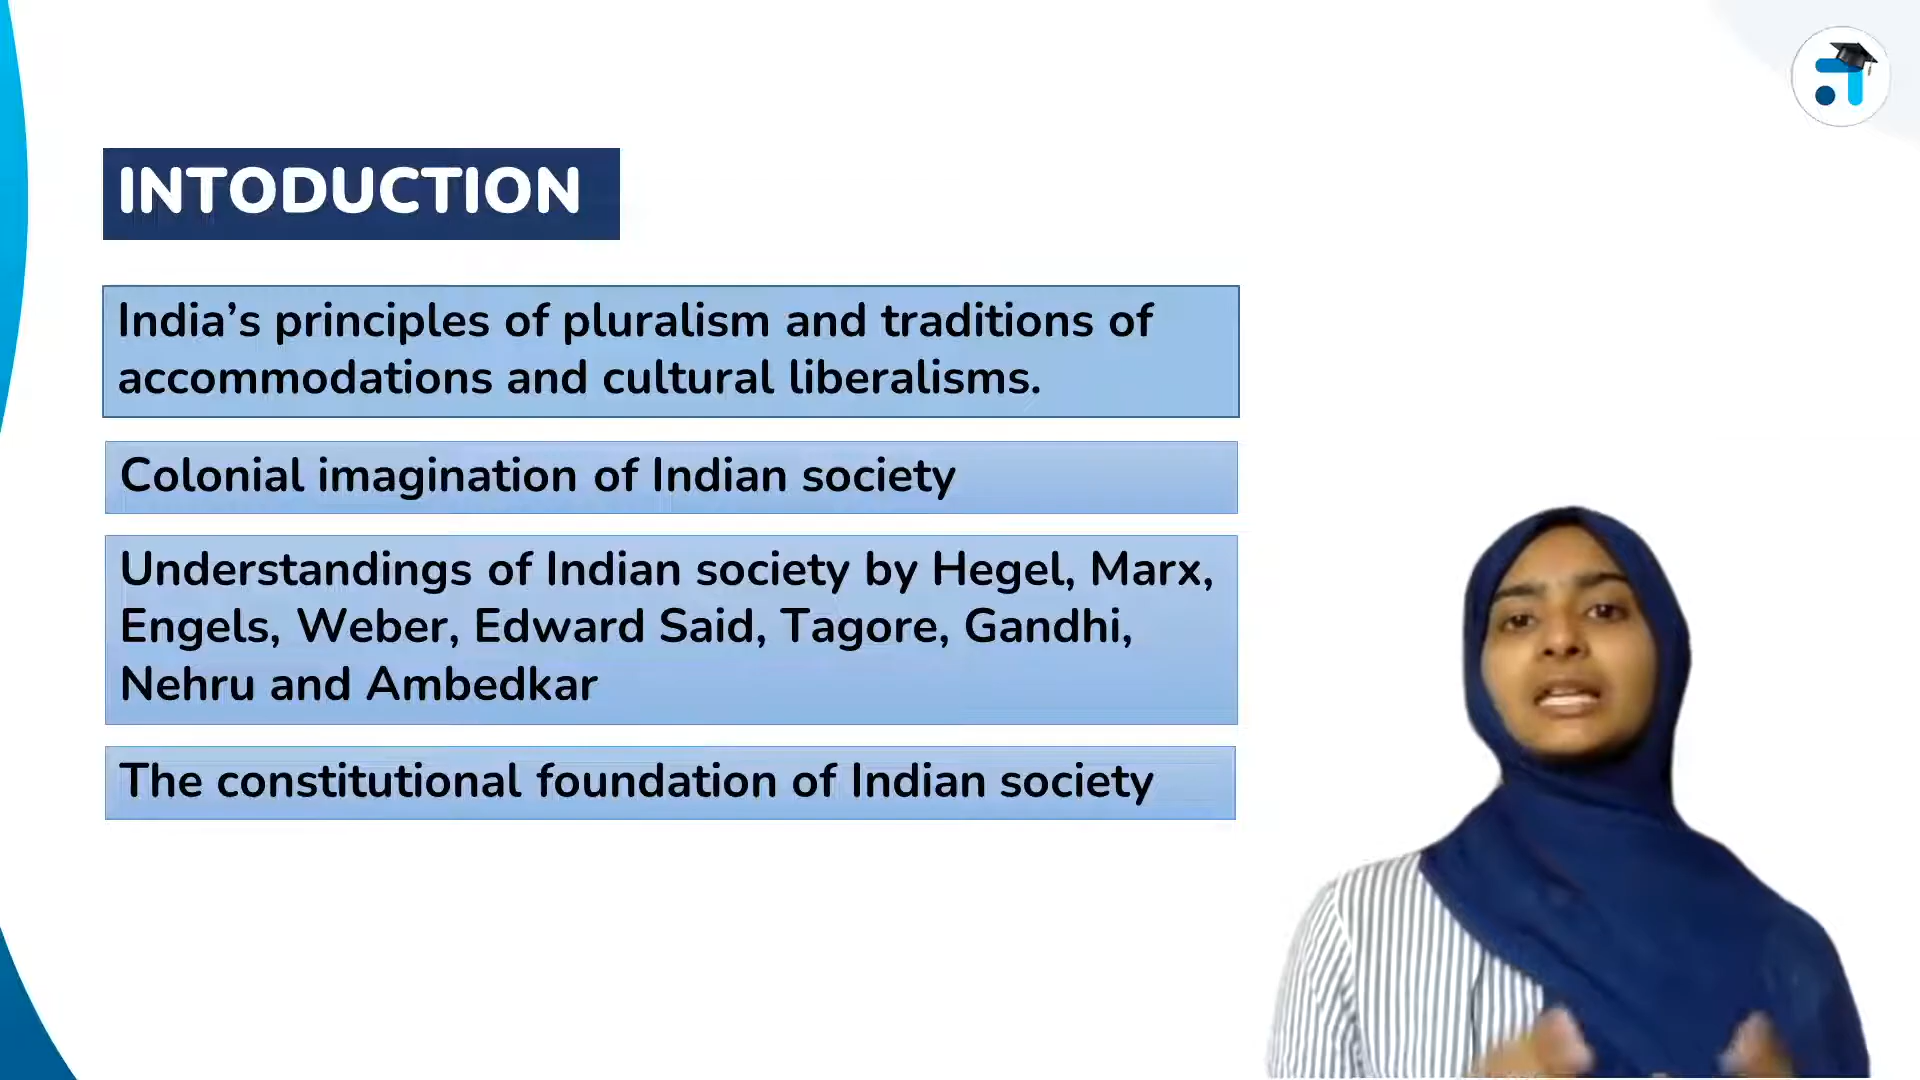 INTODUCTION
India’s principles of pluralism and traditions of
accommodations and cultural liberalisms.
Colonial imagination of Indian society
Understandings of Indian society by Hegel, Marx,
Engels, Weber, Edward Said, Tagore, Gandhi,
Nehru and Ambedkar
The constitutional foundation of Indian society